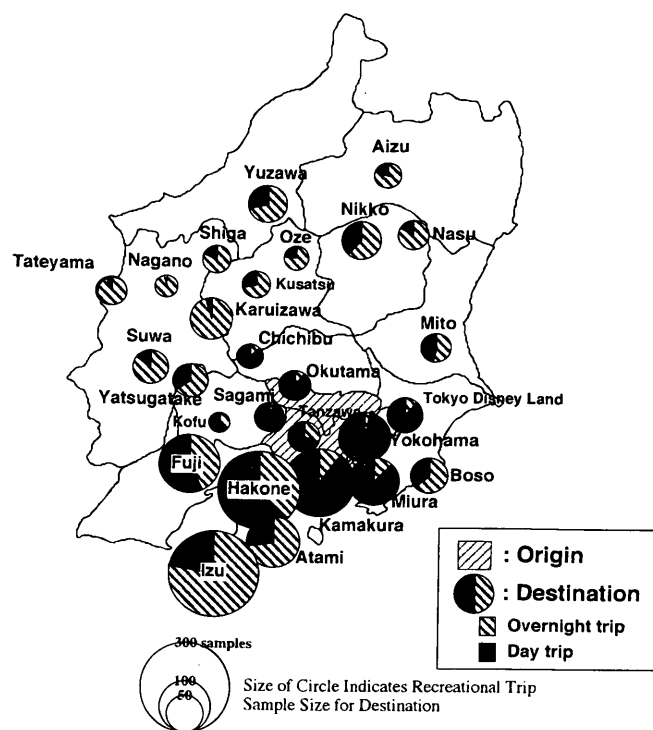 Aizu
Yuzawa
Nikko
Nasu
Shiga
Oze
Tateyama
Nagano
Kusatsu
Karuizawa
Mito
Suwa
Chichibu
Okutama
Yatsugatake
Sagami
Tokyo Disney Land
Tanzawa
Kofu
Yokohama
Fuji
Boso
Hakone
Miura
Kamakura
Atami
Izu
: Origin
: Destination
Overnight trip
Day trip
300 samples
100
50
Size of Circle Indicates Recreational Trip
Sample Size for Destination